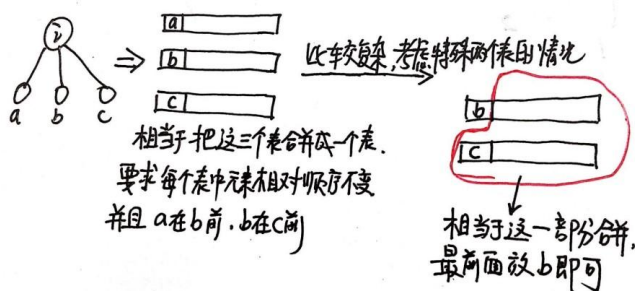 i
a b c
a
b
c
相当于把这三个表合并成一个表.
要求每个表中元素相对顺序不变
并且 a在b前.b在c前
比较复杂,考虑特殊两个表的情况
b
c
相当于这一部分合并,
最前面放b即可